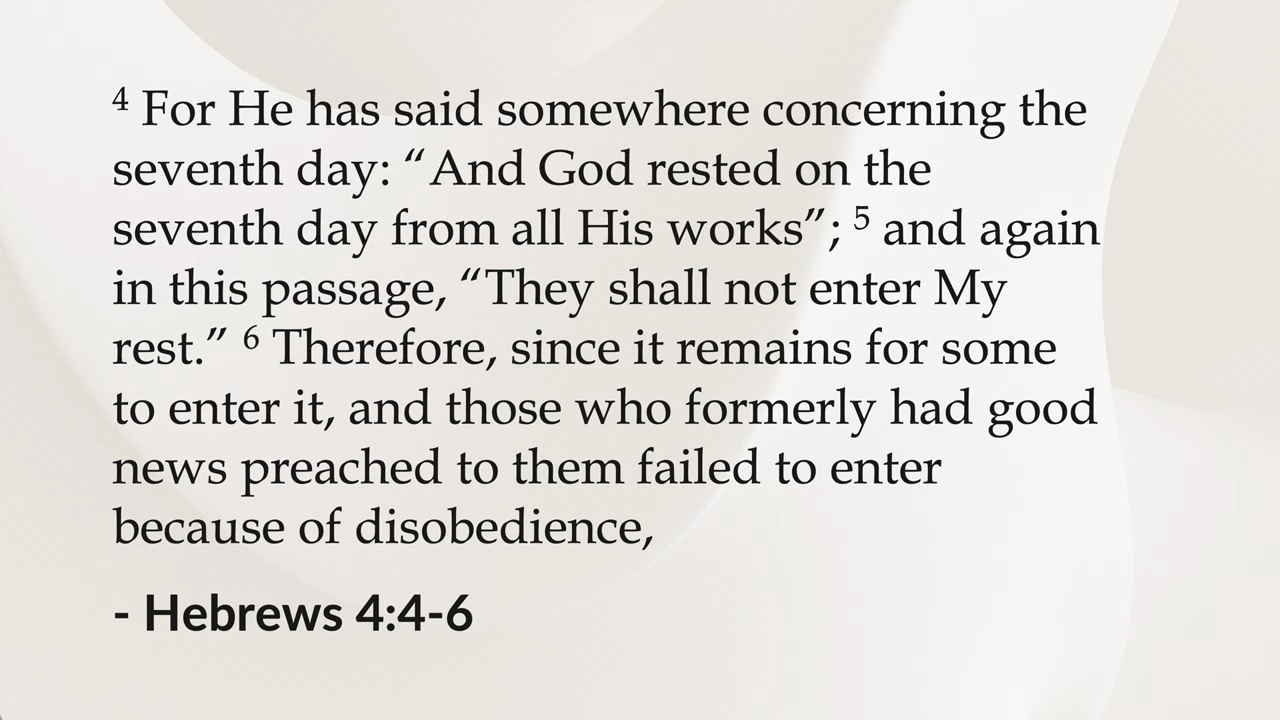 ⁴ For He has said somewhere concerning the
seventh day: “And God rested on the
seventh day from all His works”; ⁵ and again
in this passage, “They shall not enter My
rest.” ⁶ Therefore, since it remains for some
to enter it, and those who formerly had good
news preached to them failed to enter
because of disobedience,
- Hebrews 4:4-6